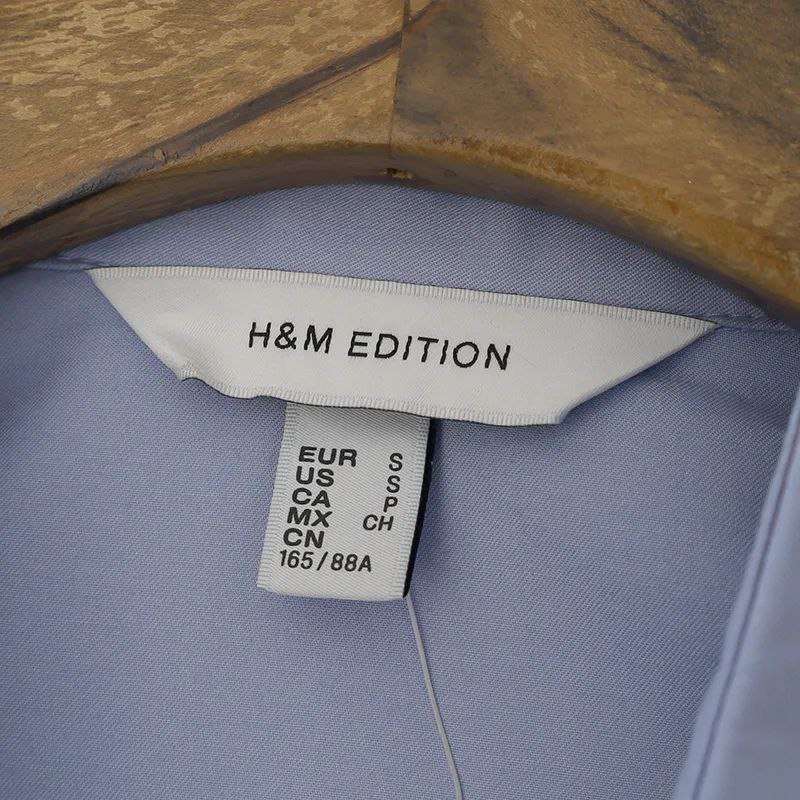 H&M EDITION
EUR S
US S
CA P
MX CH
CN
165/88A